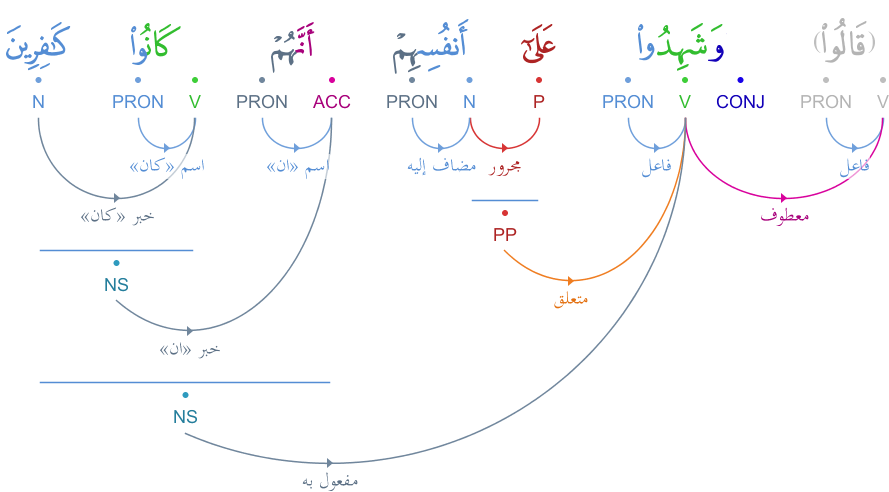 (قَالُوا۟) وَشَهِدُوا۟ عَلَىٰٓ أَنفُسِهِمْ أَنَّهُمْ كَانُوا۟ كَـٰفِرِينَ
V PRON CONJ V PRON P N PRON ACC PRON V PRON N
فاعل فاعل مجرور مضاف إليه اسم «ان» اسم «كان»
معطوف خبر «كان»
PP
NS
متعلق
خبر «ان»
NS
مفعول به